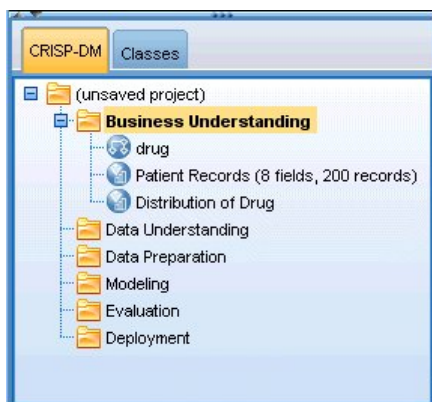 CRISP-DM Classes
(unsaved project)
Business Understanding
drug
Patient Records (8 fields, 200 records)
Distribution of Drug
Data Understanding
Data Preparation
Modeling
Evaluation
Deployment